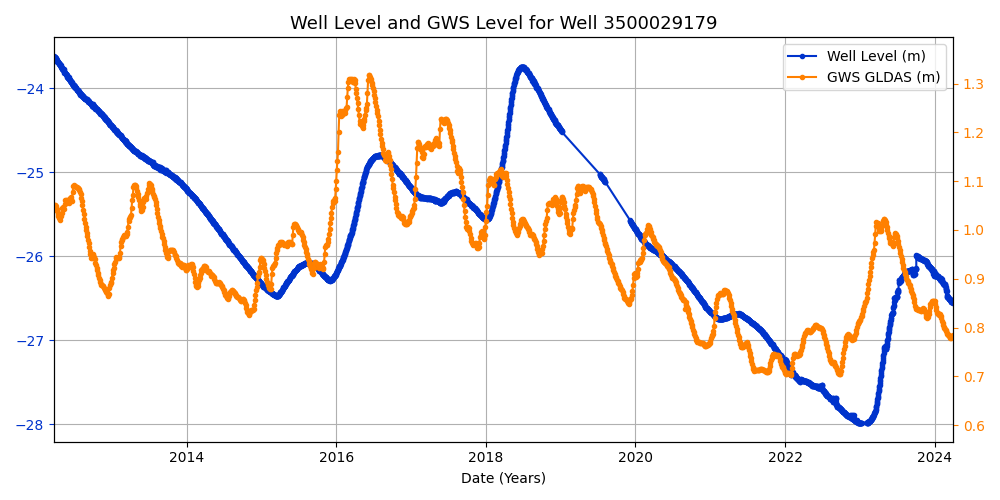 Well Level and GWS Level for Well 3500029179
Well Level (m)
GWS GLDAS (m)
−24
−25
−26
−27
−28
1.3
1.2
1.1
1.0
0.9
0.8
0.7
0.6
2014 2016 2018 2020 2022 2024
Date (Years)